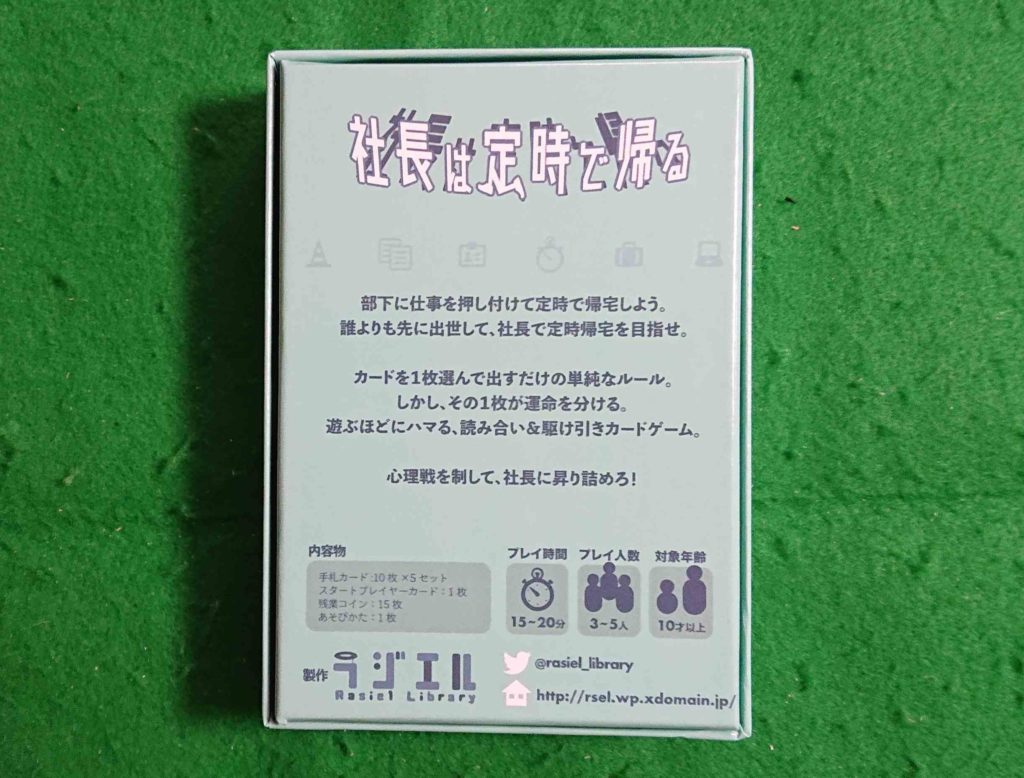 社長は定時で帰る
部下に仕事を押し付けて定時で帰宅しよう。
誰よりも先に出世して、社長で定時帰宅を目指せ。
カードを1枚選んで出すだけの単純なルール。
しかし、その1枚が運命を分ける。
遊ぶほどにハマる、読み合い&駆け引きカードゲーム。
心理戦を制して、社長に昇り詰めろ!
内容物
手札カード:10枚×5セット
スタートプレイヤーカード:1枚
残業コイン:15枚
あそびかた:1枚
プレイ時間
15~20分
プレイ人数
3~5人
対象年齢
10才以上
製作 ラジエル
Rasiel Library
@rasiel_library
http://rsel.wp.xdomain.jp/